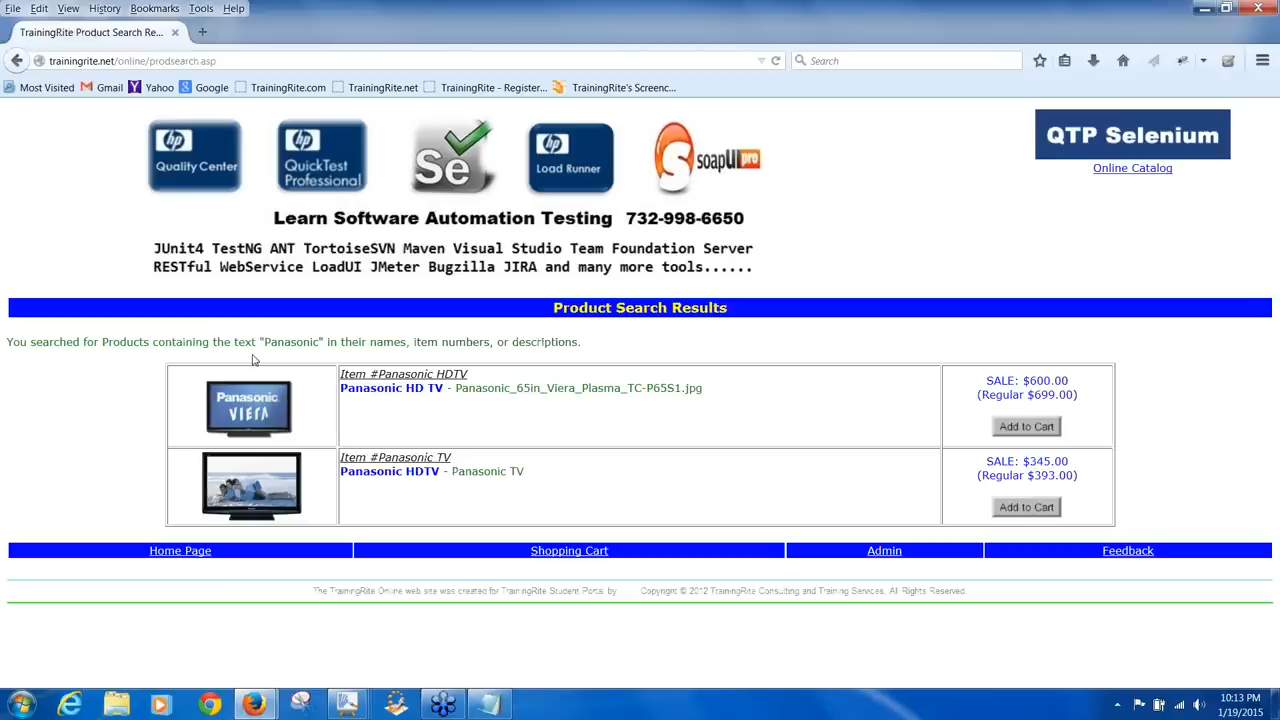 File Edit View History Bookmarks Tools Help
TrainingRite Product Search Re...
trainingrite.net/online/prodsearch.asp
Search
Most Visited Gmail Yahoo Google TrainingRite.com TrainingRite.net TrainingRite - Register... TrainingRite's Screenc...
hp Quality Center
hp QuickTest Professional
Se
hp Load Runner
soapUI pro
QTP Selenium
Online Catalog
Learn Software Automation Testing 732-998-6650
JUnit4 TestNG ANT TortoiseSVN Maven Visual Studio Team Foundation Server
RESTful WebService LoadUI JMeter Bugzilla JIRA and many more tools......
Product Search Results
You searched for Products containing the text "Panasonic" in their names, item numbers, or descriptions.
Panasonic
VIERA
Item #Panasonic HDTV
Panasonic HD TV - Panasonic_65in_Viera_Plasma_TC-P65S1.jpg
SALE: $600.00
(Regular $699.00)
Add to Cart
Item #Panasonic TV
Panasonic HDTV - Panasonic TV
SALE: $345.00
(Regular $393.00)
Add to Cart
Home Page Shopping Cart Admin Feedback
The TrainingRite Online web site was created for TrainingRite Student Portal by Copyright © 2012 TrainingRite Consulting and Training Services. All Rights Reserved.
10:13 PM
1/19/2015